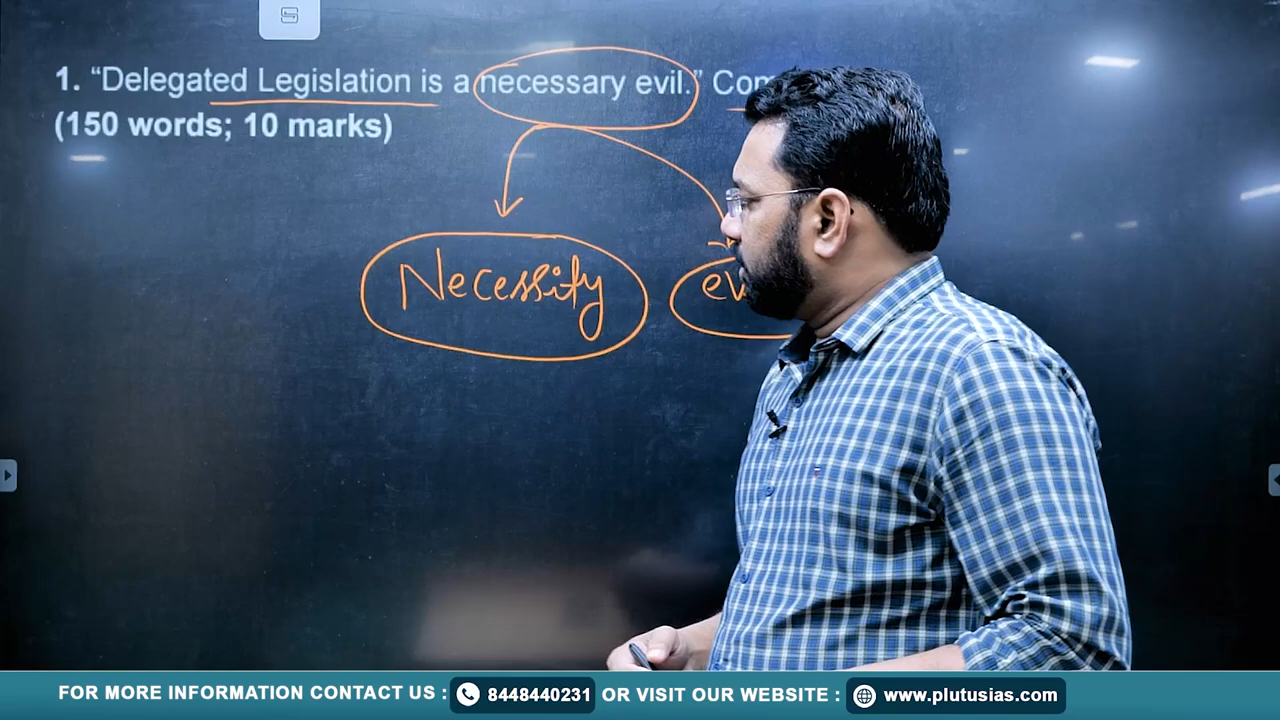 1. “Delegated Legislation is a necessary evil.”
(150 words; 10 marks)
Necessity
FOR MORE INFORMATION CONTACT US : 8448440231 OR VISIT OUR WEBSITE : www.plutusias.com